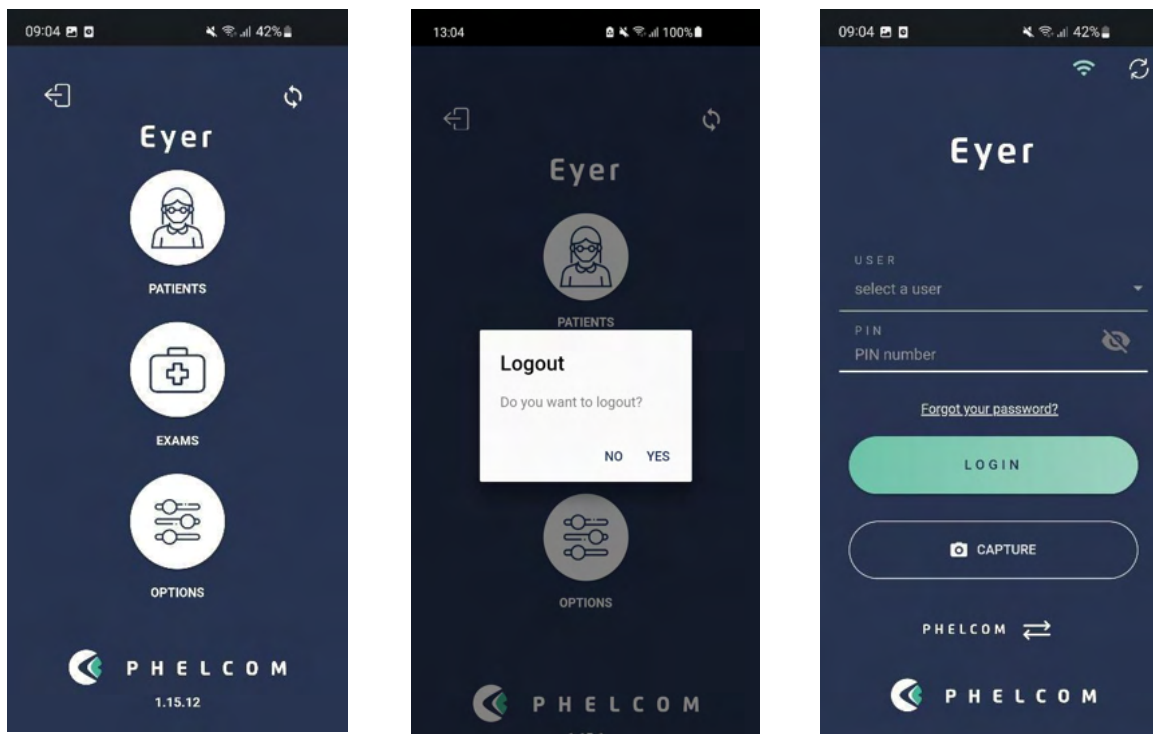 09:04 42%
Eyer
PATIENTS
EXAMS
OPTIONS
PHELCOM
1.15.12
13:04 100%
Eyer
PATIENTS
Logout
Do you want to logout?
NO YES
OPTIONS
PHELCOM
09:04 42%
Eyer
USER
select a user
PIN
PIN number
Forgot your password?
LOGIN
CAPTURE
PHELCOM
PHELCOM